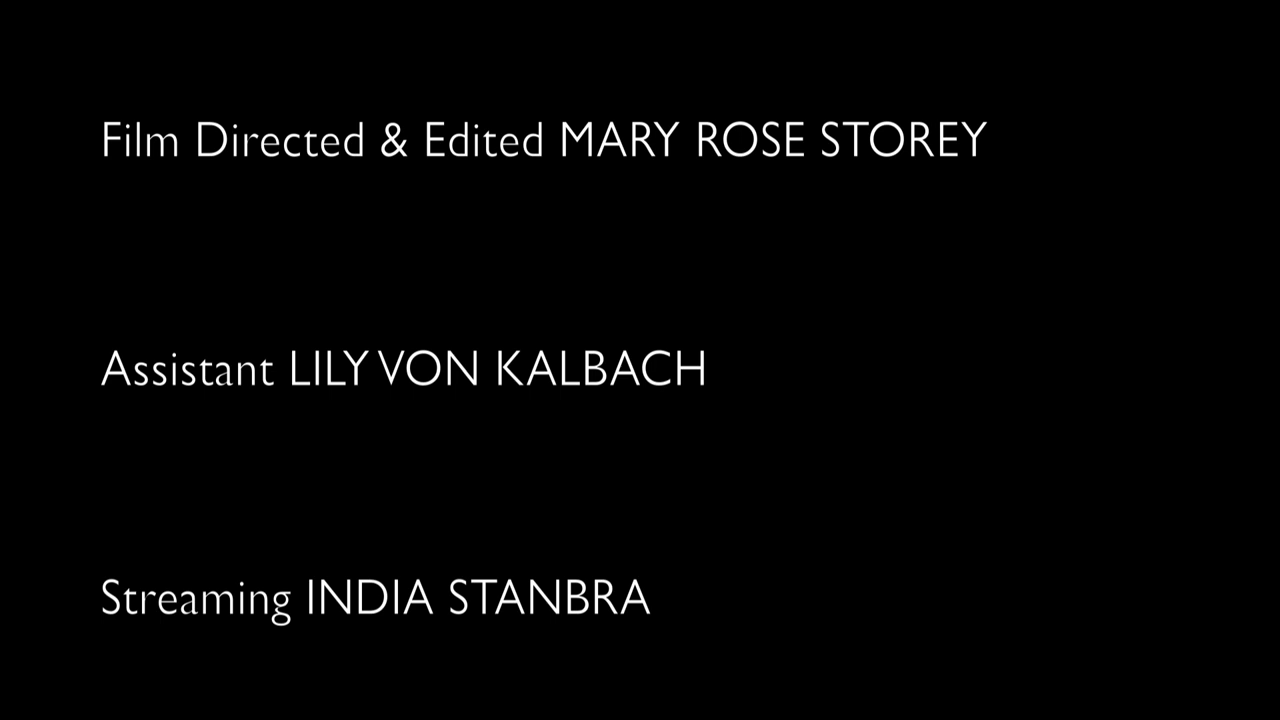 Film Directed & Edited MARY ROSE STOREY
Assistant LILY VON KALBACH
Streaming INDIA STANBRA